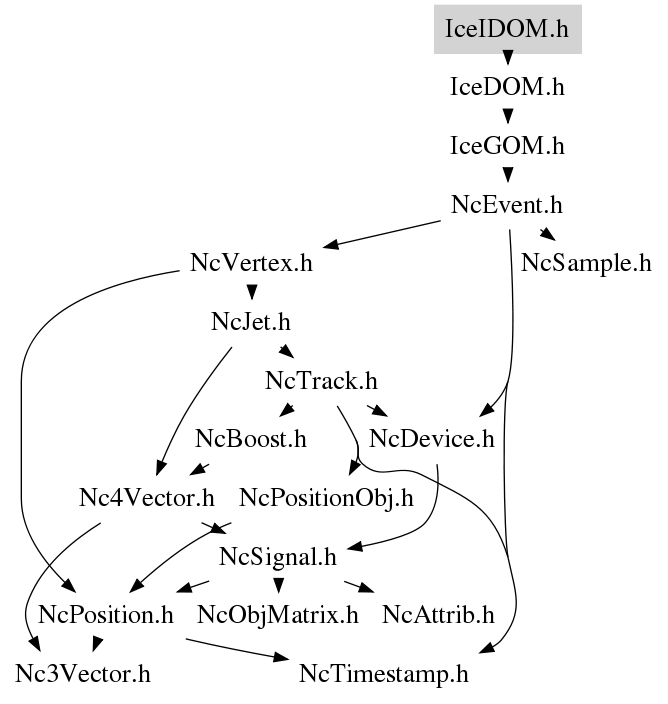 IceIDOM.h
IceDOM.h
IceGOM.h
NcEvent.h
NcVertex.h
NcSample.h
NcJet.h
NcTrack.h
NcBoost.h
NcDevice.h
Nc4Vector.h
NcPositionObj.h
NcSignal.h
NcPosition.h
NcObjMatrix.h
NcAttrib.h
Nc3Vector.h
NcTimestamp.h